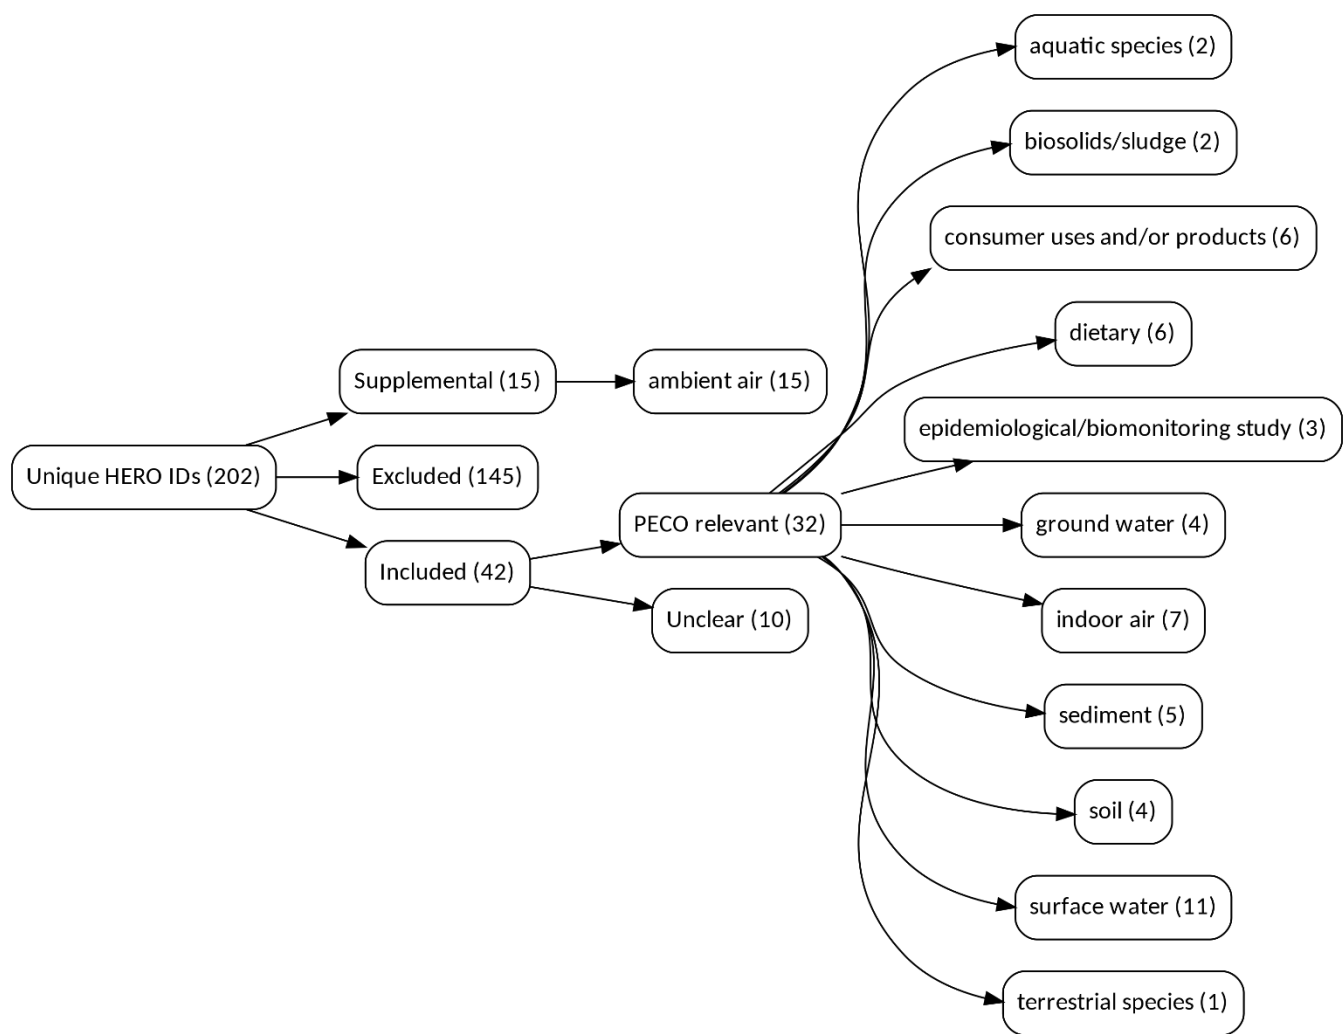 Unique HERO IDs (202)
Supplemental (15)
Excluded (145)
Included (42)
ambient air (15)
PECO relevant (32)
Unclear (10)
aquatic species (2)
biosolids/sludge (2)
consumer uses and/or products (6)
dietary (6)
epidemiological/biomonitoring study (3)
ground water (4)
indoor air (7)
sediment (5)
soil (4)
surface water (11)
terrestrial species (1)